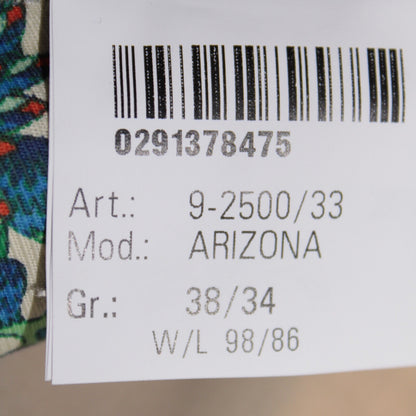 0291378475
Art.: 9-2500/33
Mod.: ARIZONA
Gr.: 38/34
W/L 98/86